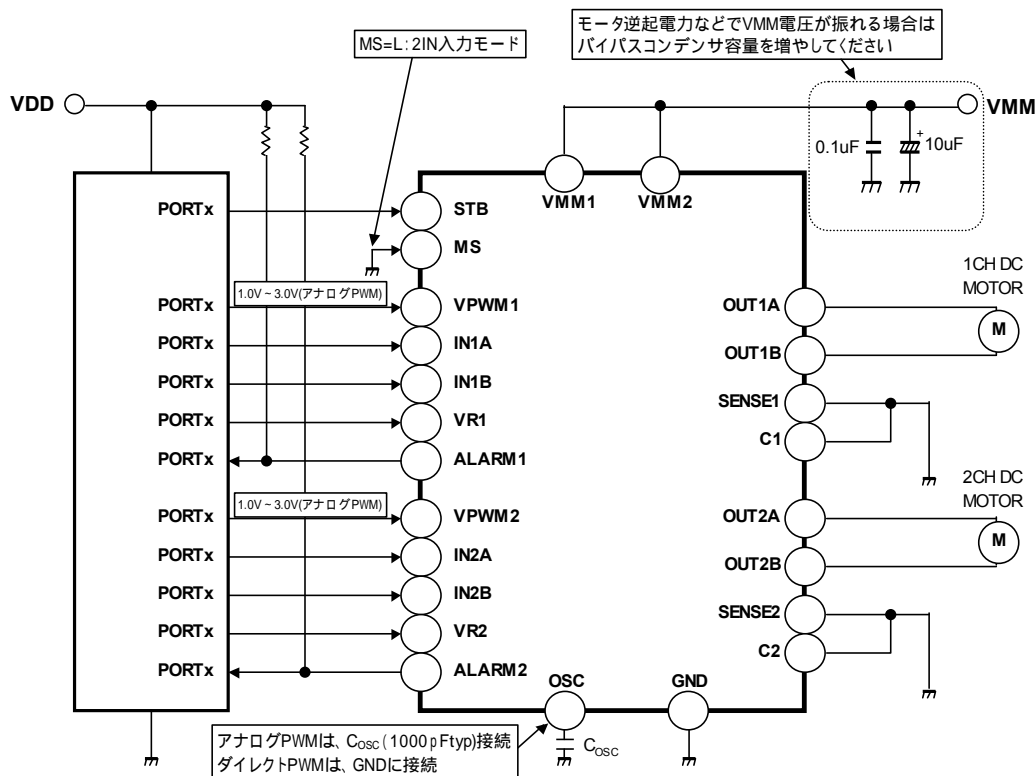 モータ逆起電力などでVMM電圧が振れる場合は
バイパスコンデンサ容量を増やしてください
MS=L:2IN入力モード
VDD
VMM
0.1uF
+
10uF
VMM1
VMM2
PORTx
STB
MS
1.0V~3.0V(アナログPWM)
PORTx
VPWM1
PORTx
IN1A
PORTx
IN1B
PORTx
VR1
PORTx
ALARM1
1.0V~3.0V(アナログPWM)
PORTx
VPWM2
PORTx
IN2A
PORTx
IN2B
PORTx
VR2
PORTx
ALARM2
1CH DC
MOTOR
OUT1A
M
OUT1B
SENSE1
C1
2CH DC
MOTOR
OUT2A
M
OUT2B
SENSE2
C2
OSC
GND
COSC
アナログPWMは、COSC(1000pFtyp)接続
ダイレクトPWMは、GNDに接続